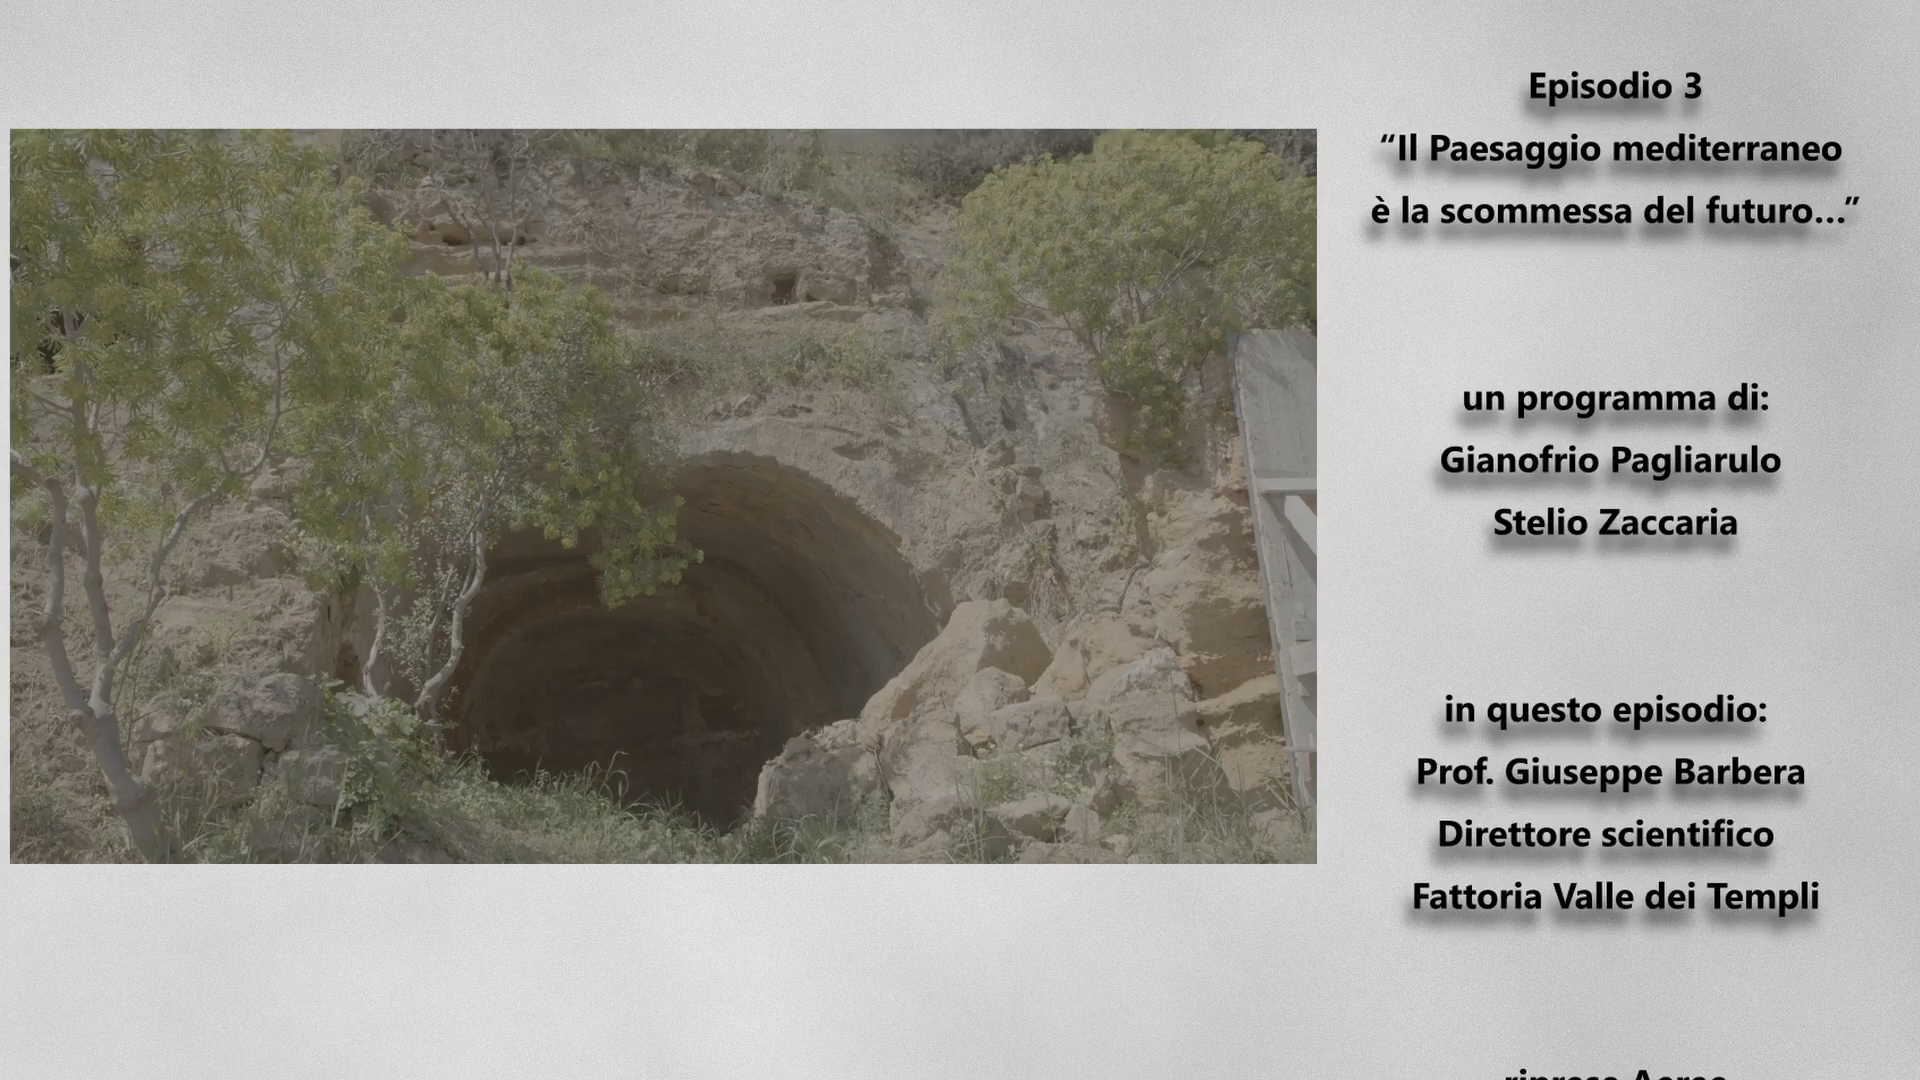 Episodio 3
“Il Paesaggio mediterraneo
è la scommessa del futuro...”
un programma di:
Gianofrio Pagliarulo
Stelio Zaccaria
in questo episodio:
Prof. Giuseppe Barbera
Direttore scientifico
Fattoria Valle dei Templi